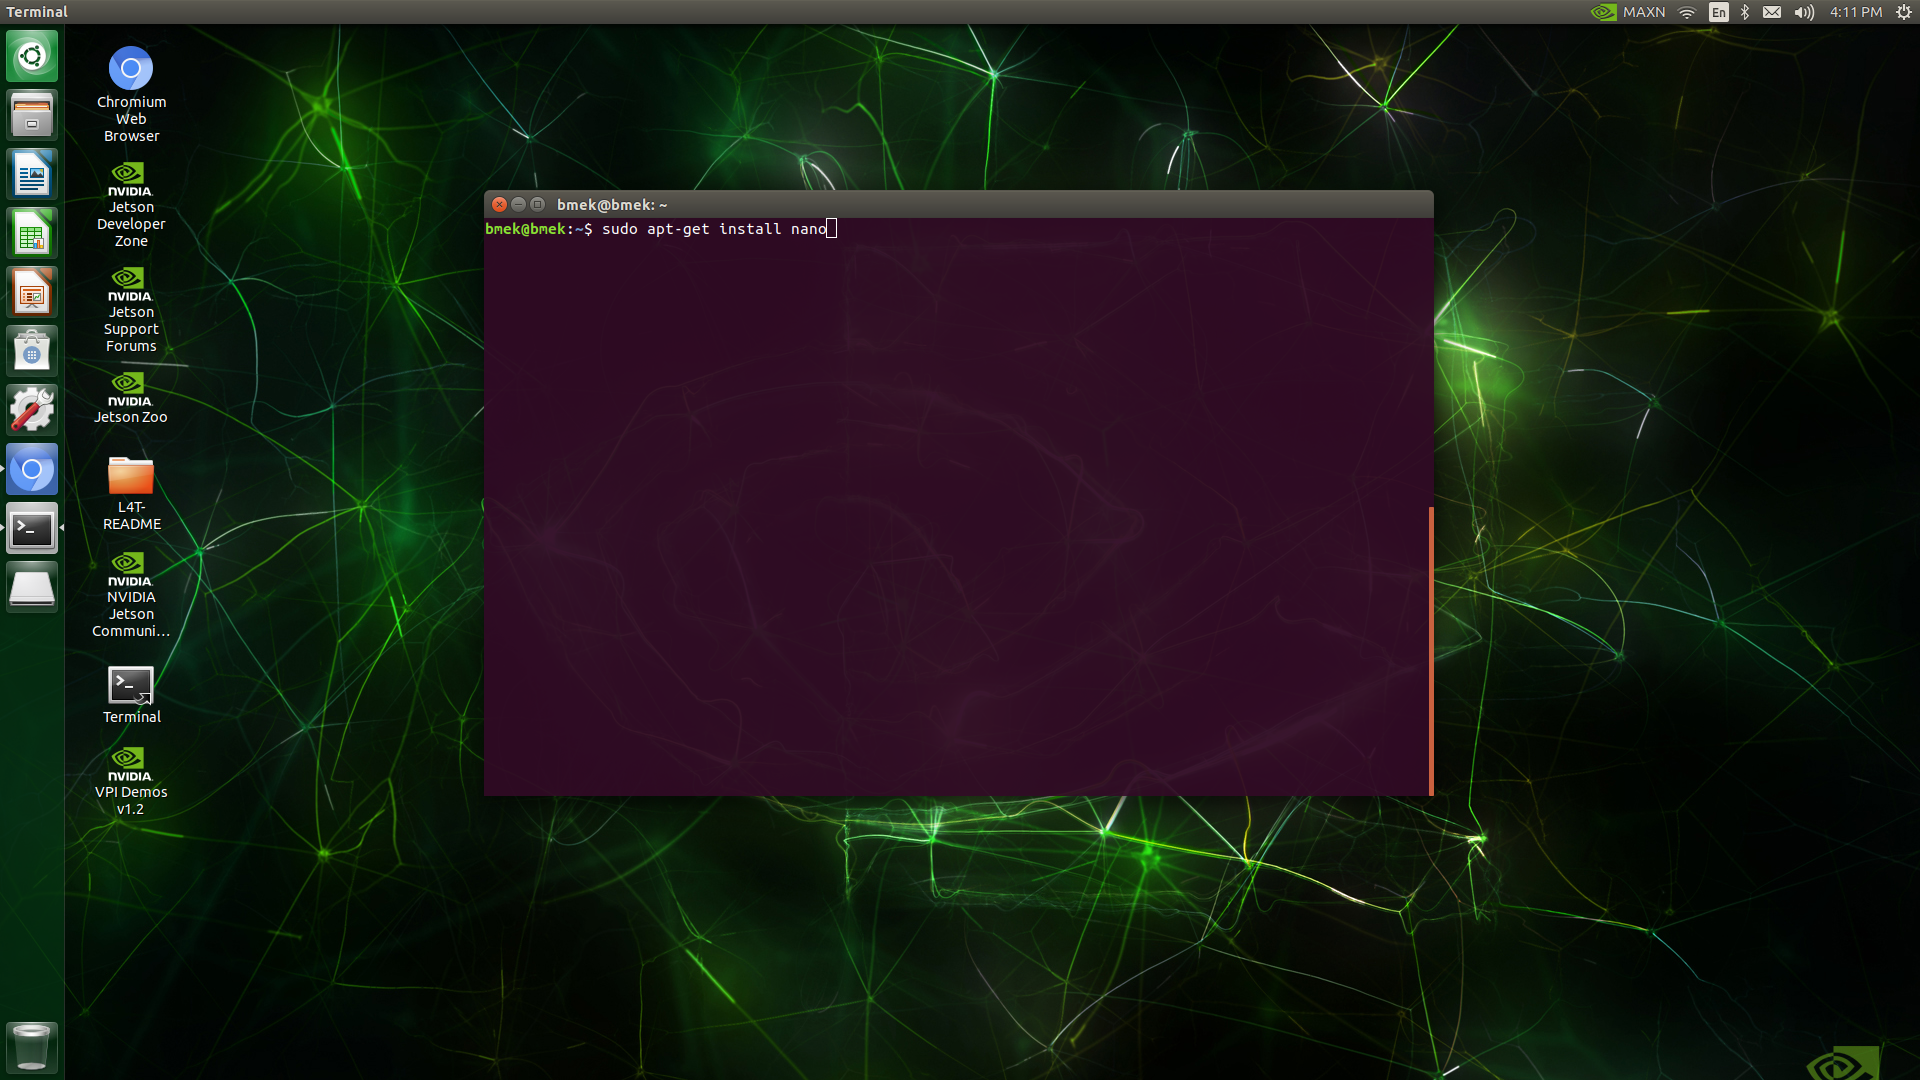 Terminal
MAXN
En
4:11 PM
Chromium
Web
Browser
NVIDIA.
Jetson
Developer
Zone
NVIDIA.
Jetson
Support
Forums
NVIDIA.
Jetson Zoo
L4T-
README
NVIDIA.
NVIDIA
Jetson
Communi...
>_
Terminal
NVIDIA.
VPI Demos
v1.2
bmek@bmek: ~
bmek@bmek:~$ sudo apt-get install nano